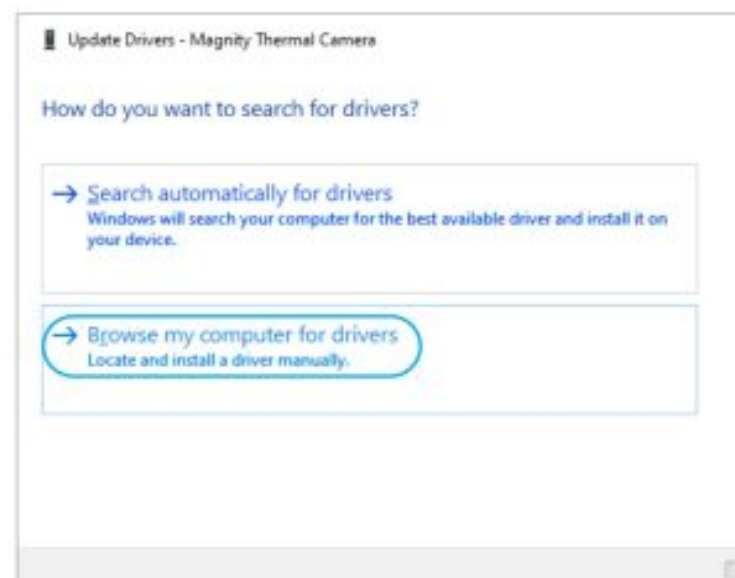 Update Drivers - Magnity Thermal Camera
How do you want to search for drivers?
→ Search automatically for drivers
Windows will search your computer for the best available driver and install it on
your device.
→ Browse my computer for drivers
Locate and install a driver manually.